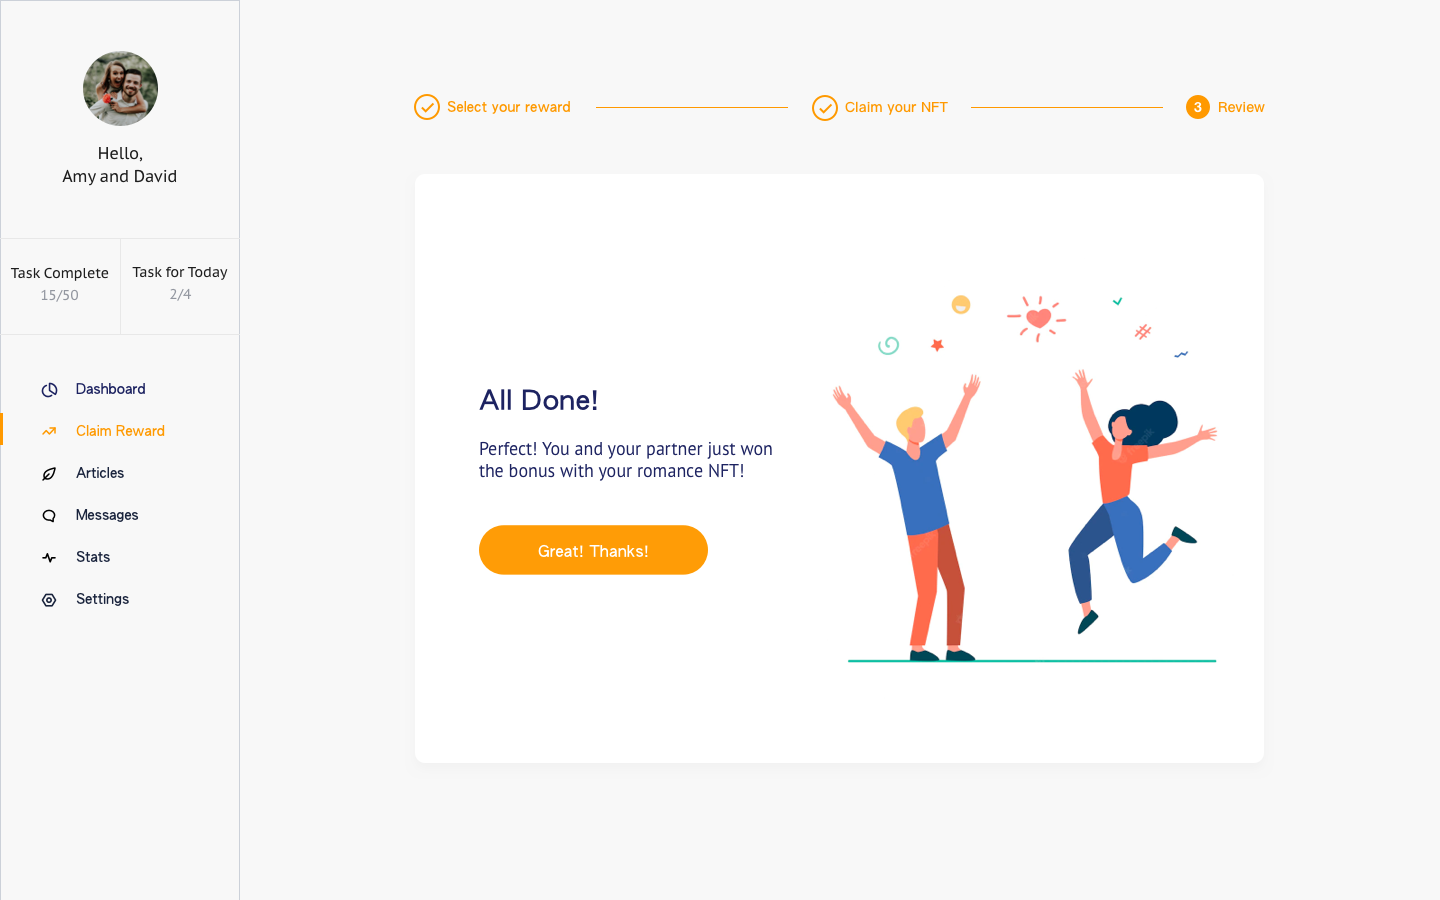 Hello,
Amy and David
Task Complete
15/50
Task for Today
2/4
Dashboard
Claim Reward
Articles
Messages
Stats
Settings
Select your reward
Claim your NFT
3
Review
All Done!
Perfect! You and your partner just won
the bonus with your romance NFT!
Great! Thanks!